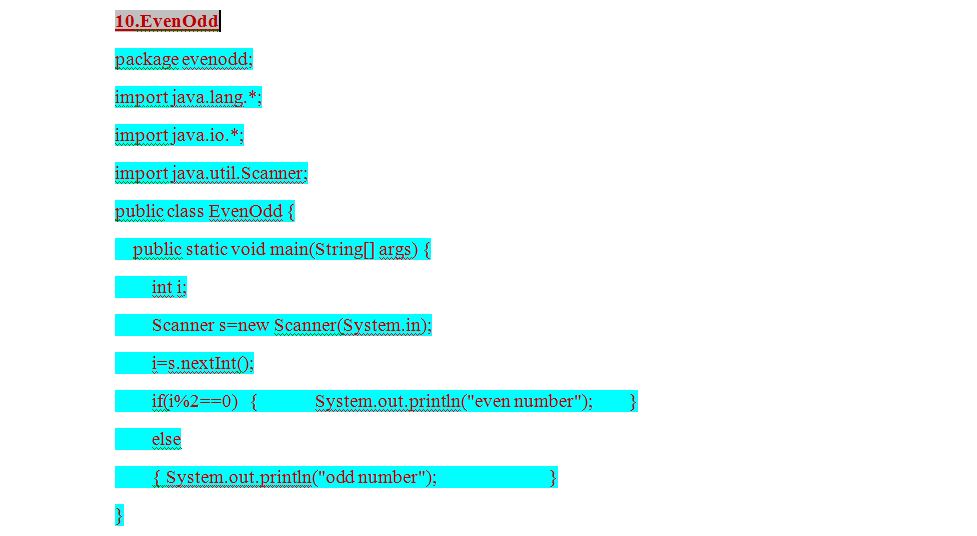 10.EvenOdd
package evenodd;
import java.lang.*;
import java.io.*;
import java.util.Scanner;
public class EvenOdd {
public static void main(String[] args) {
int i;
Scanner s=new Scanner(System.in);
i=s.nextInt();
if(i%2==0) { System.out.println("even number"); }
else
{ System.out.println("odd number"); }
}